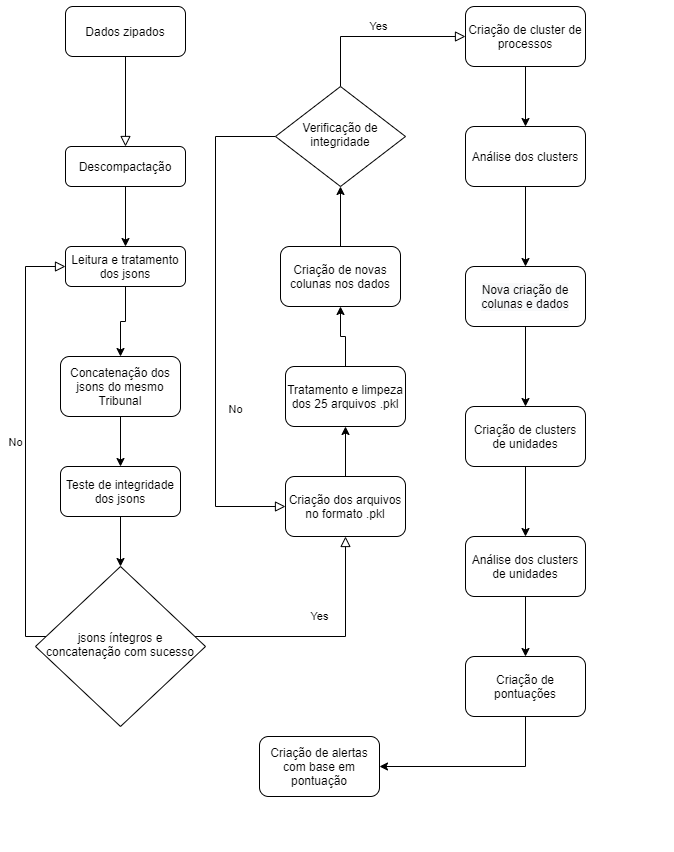 Dados zipados
Descompactação
Leitura e tratamento
dos jsons
Concatenação dos
jsons do mesmo
Tribunal
No
Teste de integridade
dos jsons
jsons íntegros e
concatenação com sucesso
Yes
Criação dos arquivos
no formato .pkl
Tratamento e limpeza
dos 25 arquivos .pkl
Criação de novas
colunas nos dados
Verificação de
integridade
No
Yes
Criação de cluster de
processos
Análise dos clusters
Nova criação de
colunas e dados
Criação de clusters
de unidades
Análise dos clusters
de unidades
Criação de
pontuações
Criação de alertas
com base em
pontuação